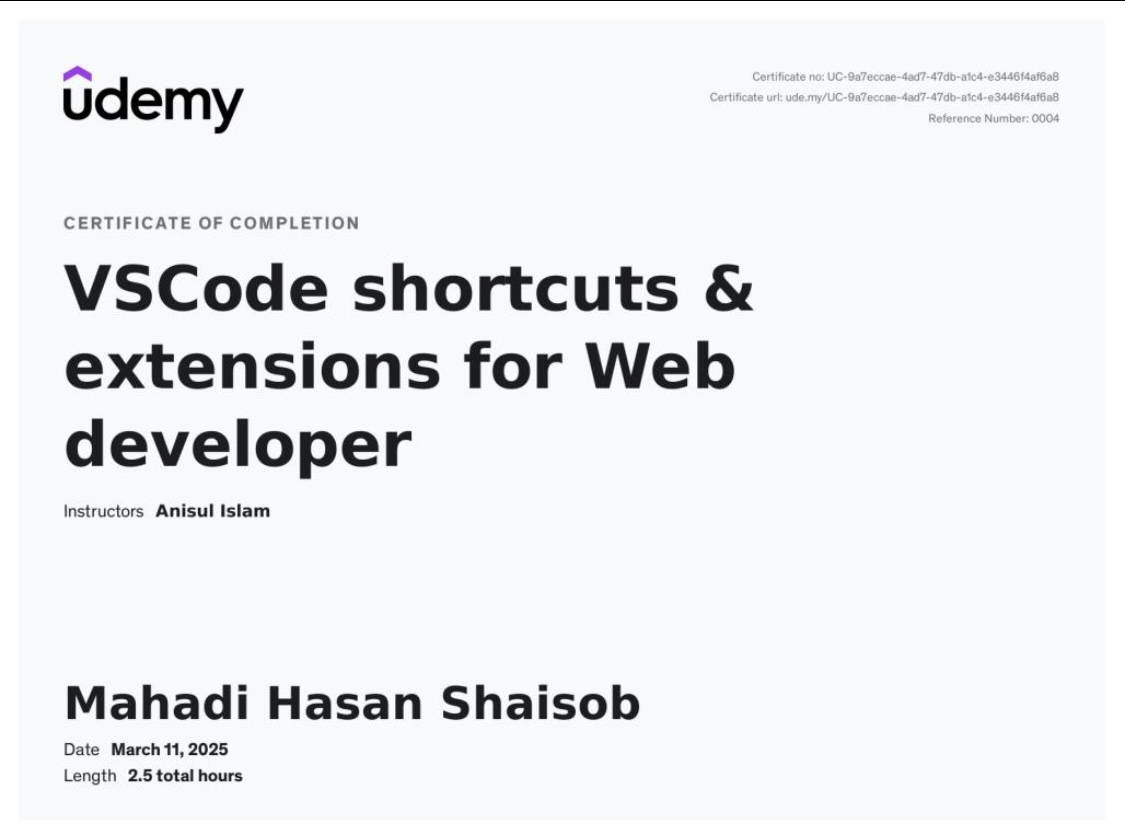 udemy
Certificate no: UC-9a7eccae-4ad7-47db-a1c4-e3446f4af6a8
Certificate url: ude.my/UC-9a7eccae-4ad7-47db-a1c4-e3446f4af6a8
Reference Number: 0004
CERTIFICATE OF COMPLETION
VSCode shortcuts &
extensions for Web
developer
Instructors Anisul Islam
Mahadi Hasan Shaisob
Date March 11, 2025
Length 2.5 total hours